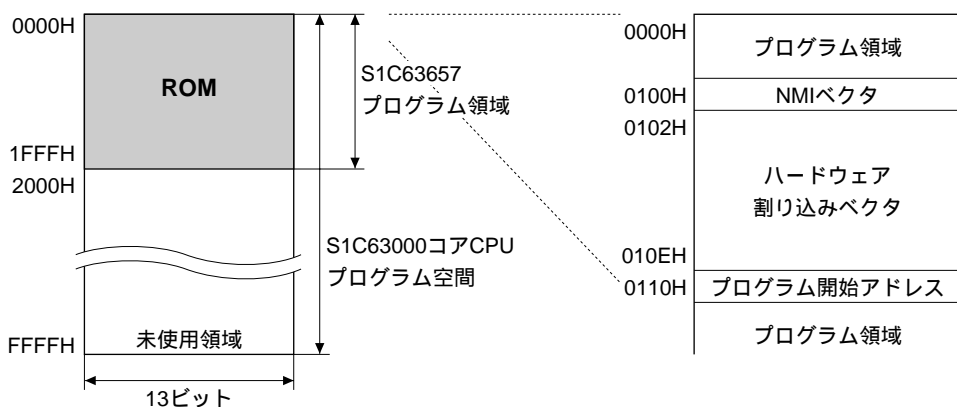 0000H
ROM
1FFFH
2000H
FFFFH
未使用領域
13ビット
S1C63657
プログラム領域
S1C63000コアCPU
プログラム空間
0000H
プログラム領域
0100H
NMIベクタ
0102H
ハードウェア
割り込みベクタ
010EH
0110H
プログラム開始アドレス
プログラム領域